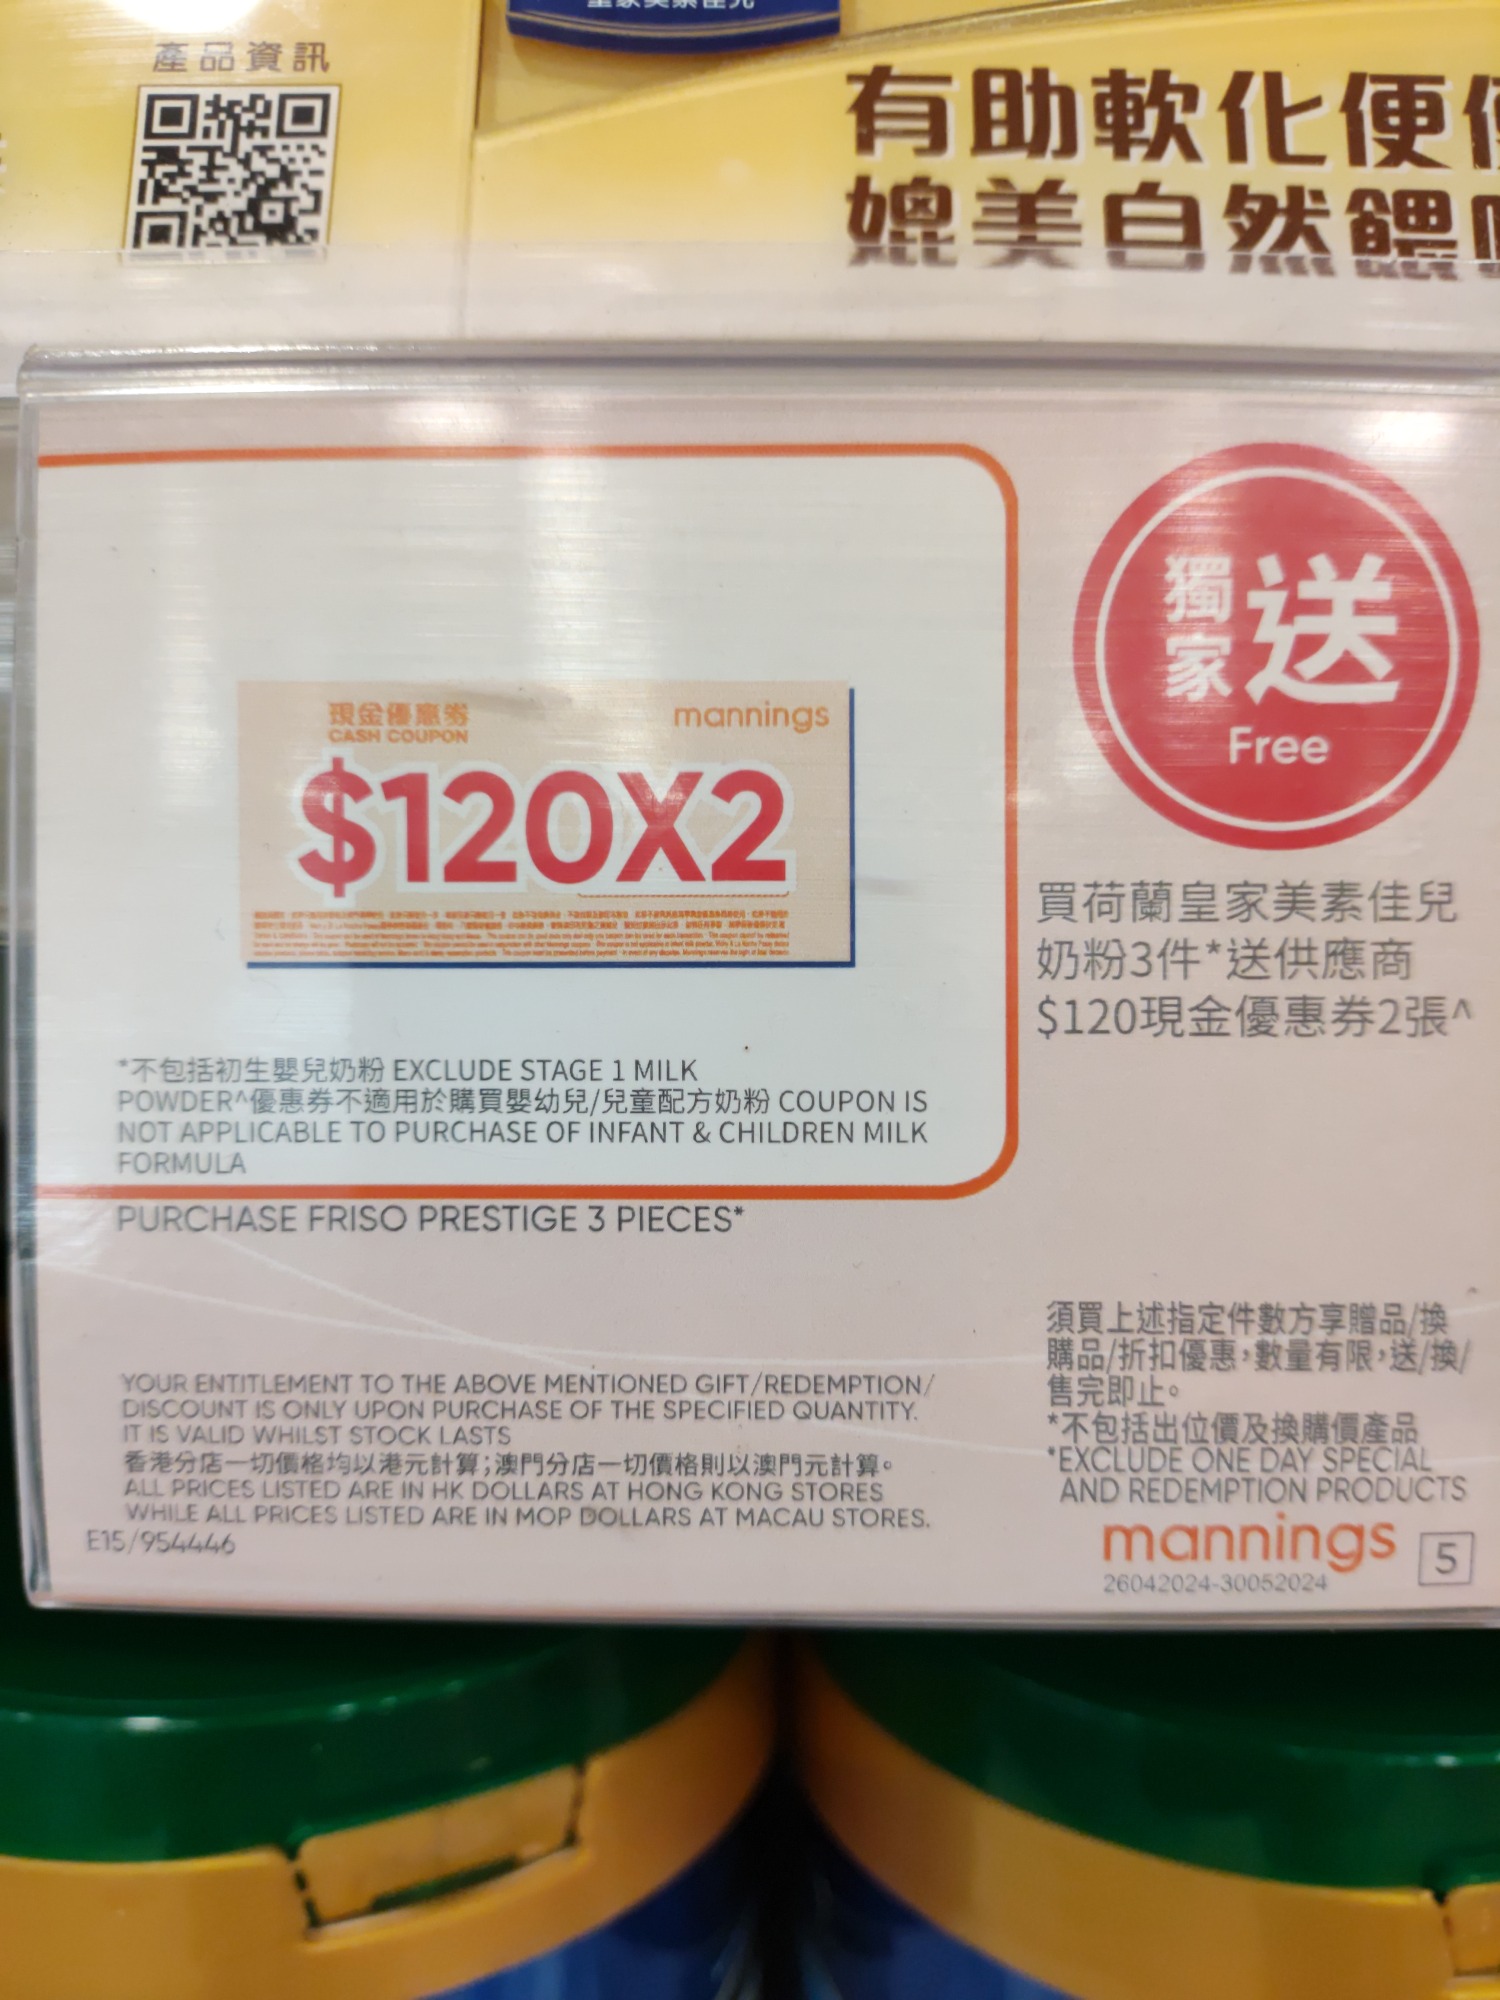 產品資訊
有助軟化便
媲美自然餵
現金優惠券
CASH COUPON
mannings
$120X2
獨家送
Free
買荷蘭皇家美素佳兒
奶粉3件*送供應商
$120現金優惠券2張^
*不包括初生嬰兒奶粉 EXCLUDE STAGE 1 MILK
POWDER^優惠券不適用於購買嬰幼兒/兒童配方奶粉 COUPON IS
NOT APPLICABLE TO PURCHASE OF INFANT & CHILDREN MILK
FORMULA
PURCHASE FRISO PRESTIGE 3 PIECES*
YOUR ENTITLEMENT TO THE ABOVE MENTIONED GIFT/REDEMPTION/
DISCOUNT IS ONLY UPON PURCHASE OF THE SPECIFIED QUANTITY.
IT IS VALID WHILST STOCK LASTS
香港分店一切價格均以港元計算;澳門分店一切價格則以澳門元計算。
ALL PRICES LISTED ARE IN HK DOLLARS AT HONG KONG STORES
WHILE ALL PRICES LISTED ARE IN MOP DOLLARS AT MACAU STORES.
E15/954446
須買上述指定件數方享贈品/換
購品/折扣優惠,數量有限,送/換/
售完即止。
*不包括出位價及換購價產品
*EXCLUDE ONE DAY SPECIAL
AND REDEMPTION PRODUCTS
mannings 5
26042024-30052024